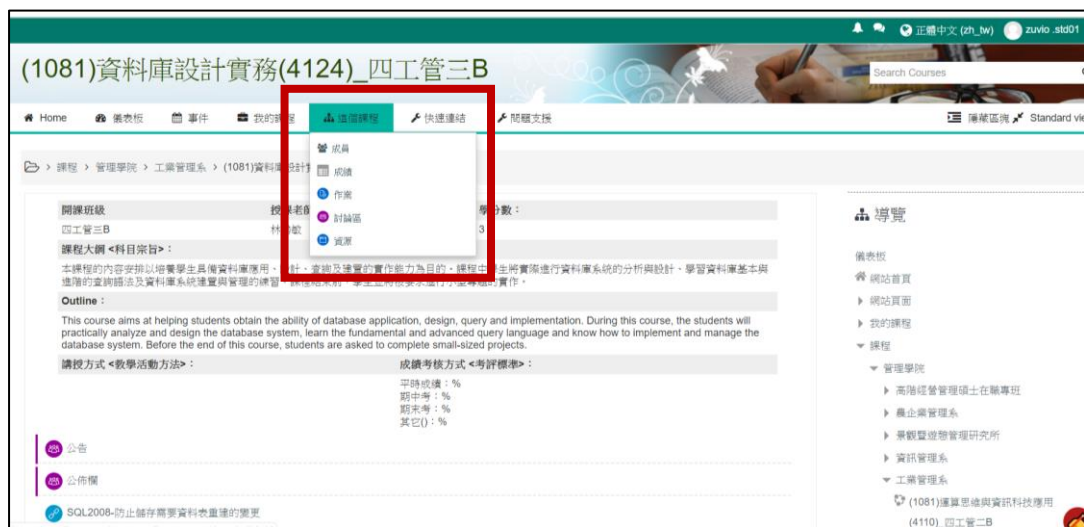 正體中文 (zh_tw) zuvio .std01
(1081)資料庫設計實務(4124)_四工管三B
Search Courses
Home 儀表板 事件 我的課程 這個課程 快速連結 問題支援 隱藏區塊 Standard vie
成員
課程 > 管理學院 > 工業管理系 > (1081)資料庫設計
成績
作業
討論區
資源
開課班級 授課老師 學分數：
四工管三B 3
課程大綱 <科目宗旨>：
本課程的內容安排以培養學生具備資料庫應用、設計、查詢及建置的實作能力為目的。課程中學生將實際進行資料庫系統的分析與設計，學習資料庫基本與
進階的查詢語法及資料庫系統建置與管理的練習。
Outline：
This course aims at helping students obtain the ability of database application, design, query and implementation. During this course, the students will
practically analyze and design the database system, learn the fundamental and advanced query language and know how to implement and manage the
database system. Before the end of this course, students are asked to complete small-sized projects.
講授方式 <教學活動方法>： 成績考核方式 <考評標準>：
平時成績：%
期中考：%
期末考：%
其它()：%
公告
公佈欄
SQL2008-防止儲存需要資料表重建的變更
導覽
儀表板
網站首頁
網站頁面
我的課程
課程
管理學院
高階經營管理碩士在職專班
農企業管理系
景觀暨遊憩管理研究所
資訊管理系
工業管理系
(1081)運算思維與資訊科技應用
(4110)_四工管二B